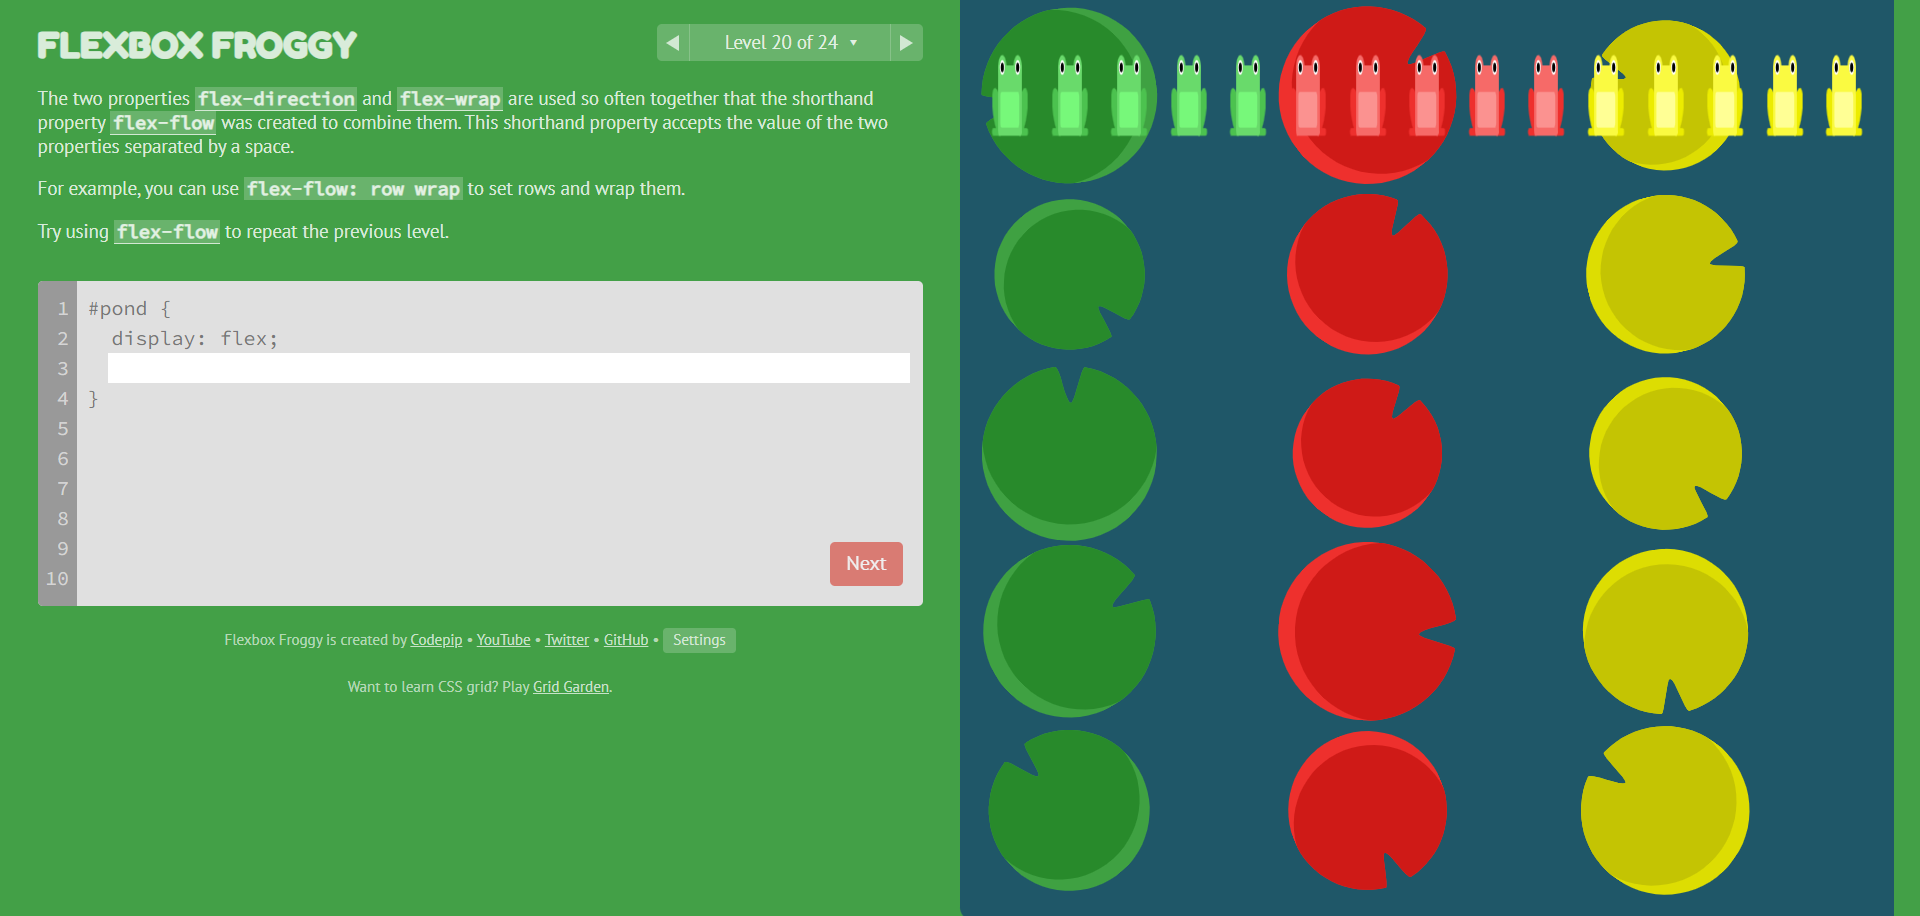 FLEXBOX FROGGY
Level 20 of 24
The two properties flex-direction and flex-wrap are used so often together that the shorthand
property flex-flow was created to combine them. This shorthand property accepts the value of the two
properties separated by a space.
For example, you can use flex-flow: row wrap to set rows and wrap them.
Try using flex-flow to repeat the previous level.
1 #pond {
2 display: flex;
3
4 }
5
6
7
8
9
10
Next
Flexbox Froggy is created by Codepip • YouTube • Twitter • GitHub • Settings
Want to learn CSS grid? Play Grid Garden.